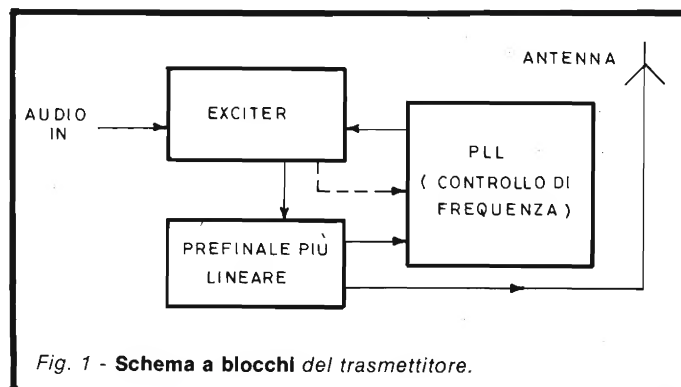 ANTENNA
AUDIO
IN
EXCITER
PLL
( CONTROLLO DI
FREQUENZA )
PREFINALE PIÙ
LINEARE
Fig. 1 - Schema a blocchi del trasmettitore.